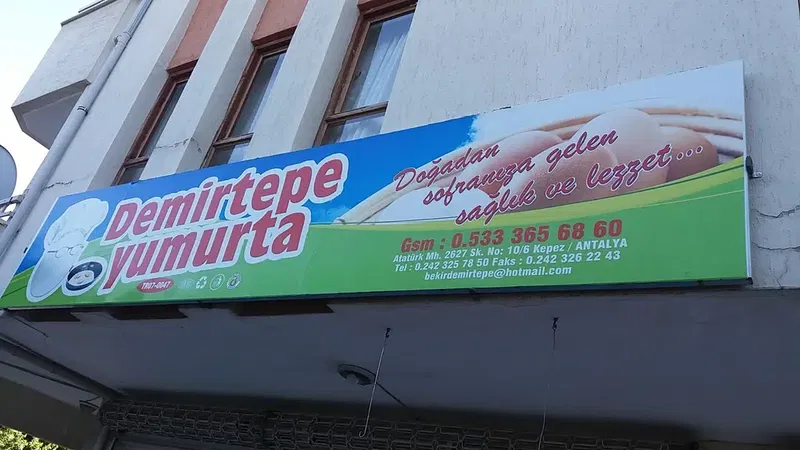 Demirtepe
yumurta
TR07-0047
Doğadan
sofranıza gelen
sağlık ve lezzet...
Gsm : 0.533 365 68 60
Atatürk Mh. 2627 Sk. No: 10/6 Kepez / ANTALYA
Tel : 0.242 325 78 50 Faks : 0.242 326 22 43
bekirdemirtepe@hotmail.com